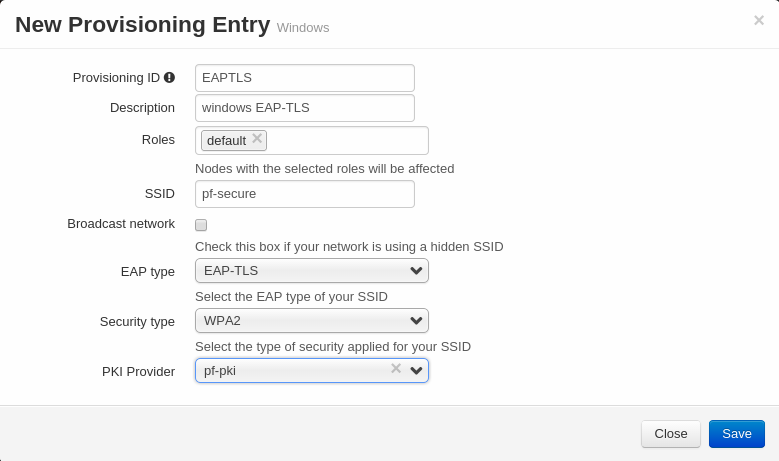 New Provisioning Entry Windows ×
Provisioning ID EAPTLS
Description windows EAP-TLS
Roles default ×
Nodes with the selected roles will be affected
SSID pf-secure
Broadcast network
Check this box if your network is using a hidden SSID
EAP type EAP-TLS
Select the EAP type of your SSID
Security type WPA2
Select the type of security applied for your SSID
PKI Provider pf-pki ×
Close Save